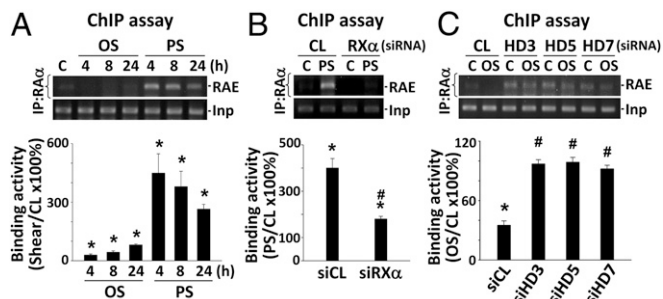 A ChIP assay
OS PS
C 4 8 24 4 8 24 (h)
IP:RAα
-RAE
-Inp
Binding activity
(Shear/CL x100%)
600
300
0
* * * * * *
4 8 24 4 8 24 (h)
OS PS
B ChIP assay
CL RXα (siRNA)
C PS C PS
IP:RAα
-RAE
-Inp
Binding activity
(PS/CL x100%)
500
300
100
0
* # *
siCL siRXα
C ChIP assay
CL HD3 HD5 HD7 (siRNA)
C OS C OS C OS C OS
IP:RAα
-RAE
-Inp
Binding activity
(OS/CL x100%)
120
60
0
* # # #
siCL siHD3 siHD5 siHD7